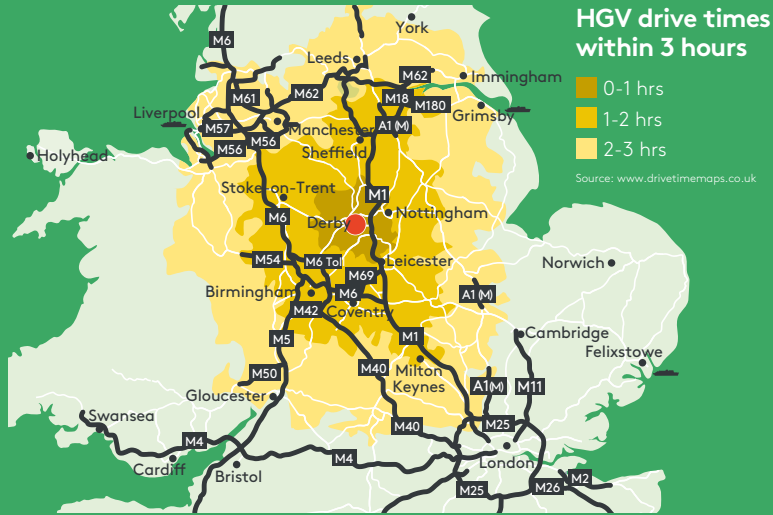 HGV drive times
within 3 hours
0-1 hrs
1-2 hrs
2-3 hrs
Source: www.drivetimemaps.co.uk
York
M6
Leeds
M62
Immingham
M61
M62
M18
M180
Grimsby
Liverpool
M57
A1(M)
Manchester
M56
M56
Sheffield
Holyhead
Stoke-on-Trent
M1
M6
Nottingham
Derby
M54
M6 Tol
Leicester
Norwich
M69
Birmingham
M6
A1(M)
M42
Coventry
M5
M1
Cambridge
Felixstowe
M50
M40
Milton
Keynes
A1(M)
M11
Gloucester
Swansea
M40
M25
M4
M4
Cardiff
Bristol
London
M25
M26
M2